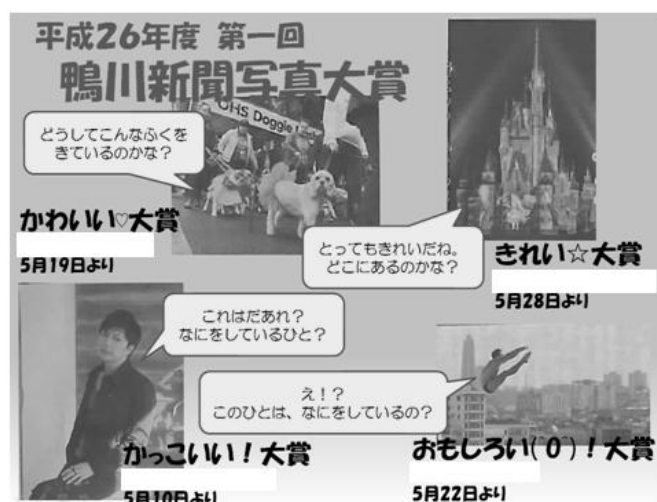 平成26年度 第一回
鴨川新聞写真大賞
どうしてこんなふくを
きているのかな？
GHS Doggie
かわいい♡大賞
5月19日より
とってもきれいだね。
どこにあるのかな？
きれい☆大賞
5月28日より
これはだあれ？
なにをしているひと？
かっこいい！大賞
5月10日より
え！？
このひとは、なにをしているの？
おもしろい(０)！大賞
5月22日より